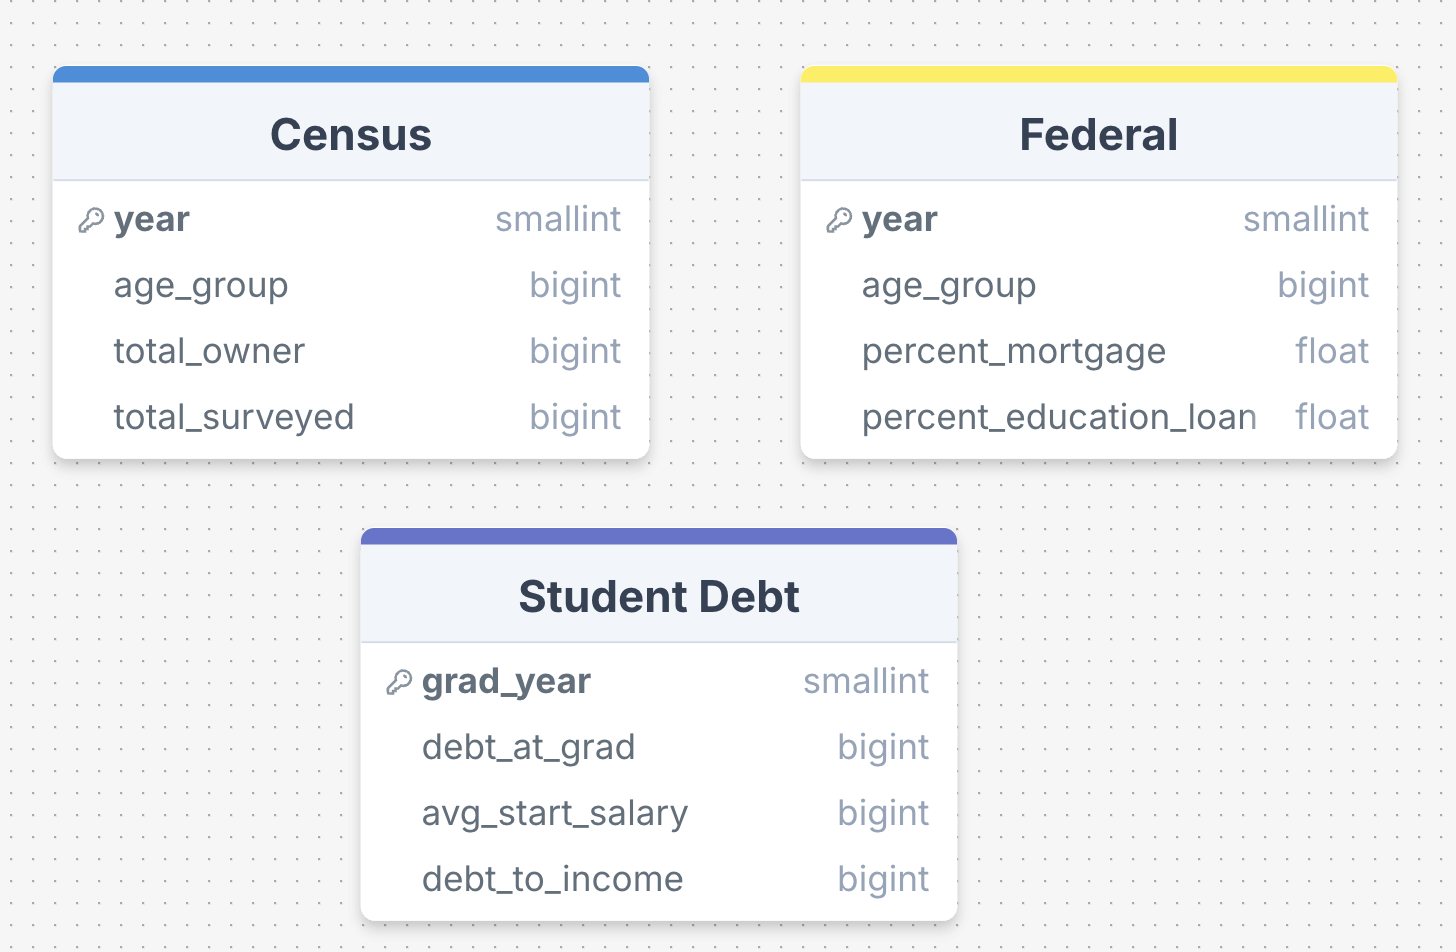 Census
year smallint
age_group bigint
total_owner bigint
total_surveyed bigint
Federal
year smallint
age_group bigint
percent_mortgage float
percent_education_loan float
Student Debt
grad_year smallint
debt_at_grad bigint
avg_start_salary bigint
debt_to_income bigint